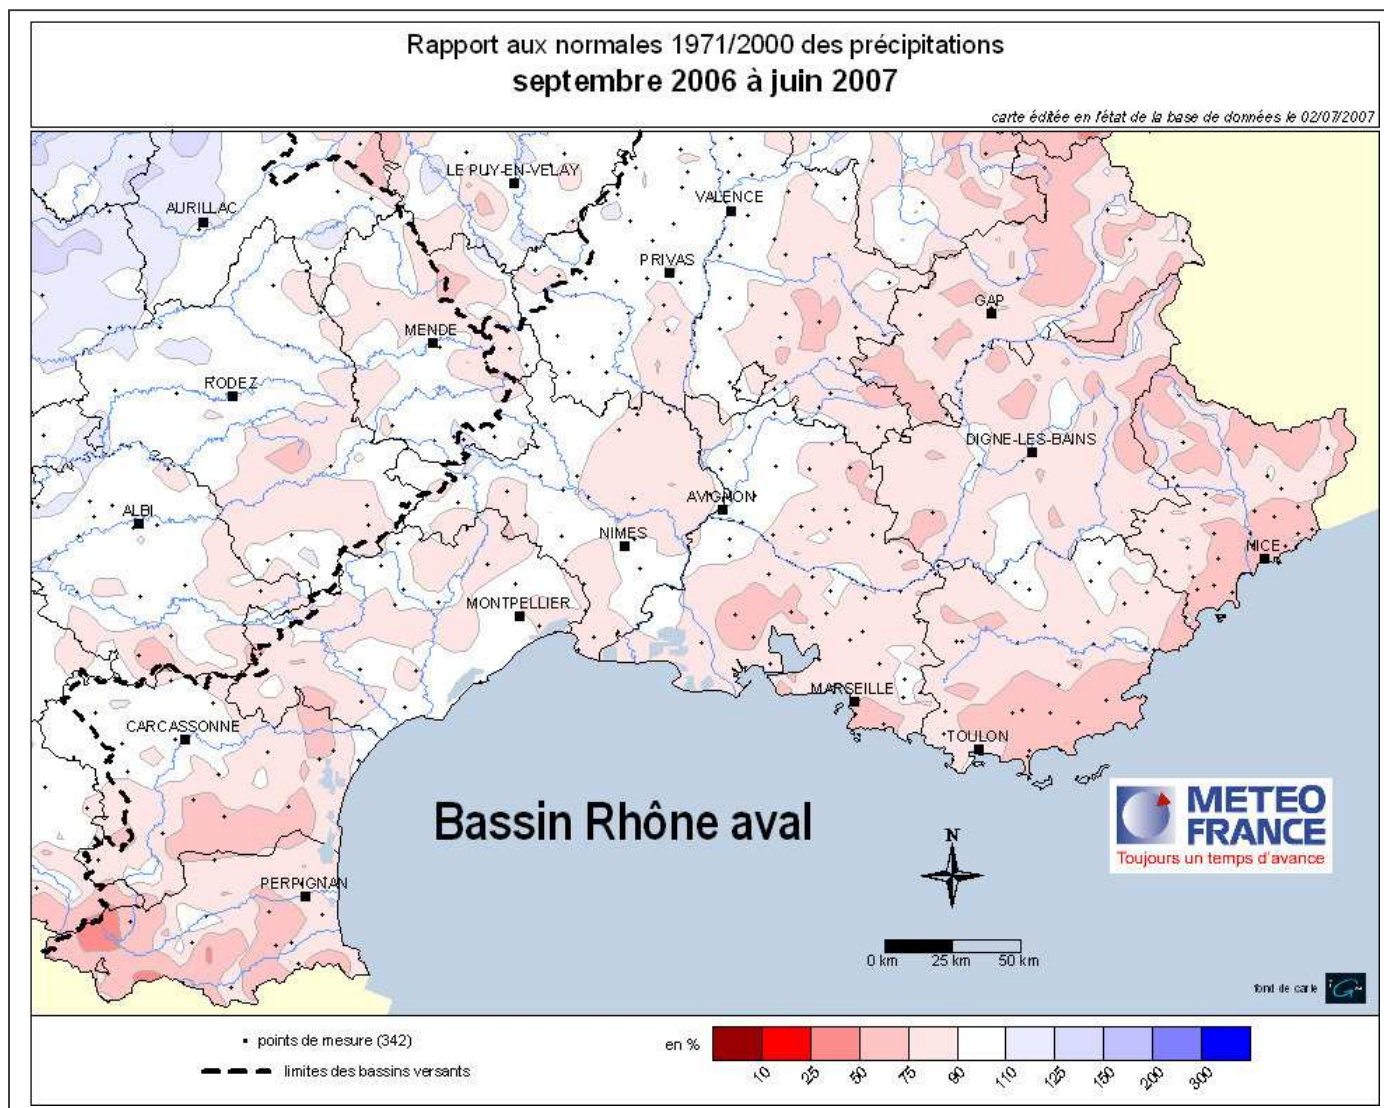 Rapport aux normales 1971/2000 des précipitations
septembre 2006 à juin 2007
carte éditée en l'état de la base de données le 02/07/2007
LE PUY-EN-VELAY
AURILLAC
VALENCE
PRIVAS
GAP
MENDE
RODEZ
DIGNE-LES-BAINS
AVIGNON
ALBI
NIMES
NICE
MONTPELLIER
MARSEILLE
CARCASSONNE
TOULON
Bassin Rhône aval
METEO
FRANCE
Toujours un temps d'avance
N
PERPIGNAN
0 km 25 km 50 km
fond de carte
points de mesure (342)
limites des bassins versants
en %
10 25 50 75 90 110 125 150 200 300